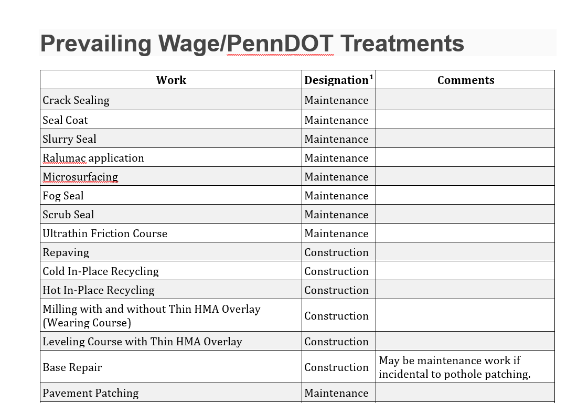 Prevailing Wage/PennDOT Treatments
Work Designation¹ Comments
Crack Sealing Maintenance
Seal Coat Maintenance
Slurry Seal Maintenance
Ralumac application Maintenance
Microsurfacing Maintenance
Fog Seal Maintenance
Scrub Seal Maintenance
Ultrathin Friction Course Maintenance
Repaving Construction
Cold In-Place Recycling Construction
Hot In-Place Recycling Construction
Milling with and without Thin HMA Overlay
(Wearing Course) Construction
Leveling Course with Thin HMA Overlay Construction
Base Repair Construction May be maintenance work if
incidental to pothole patching.
Pavement Patching Maintenance